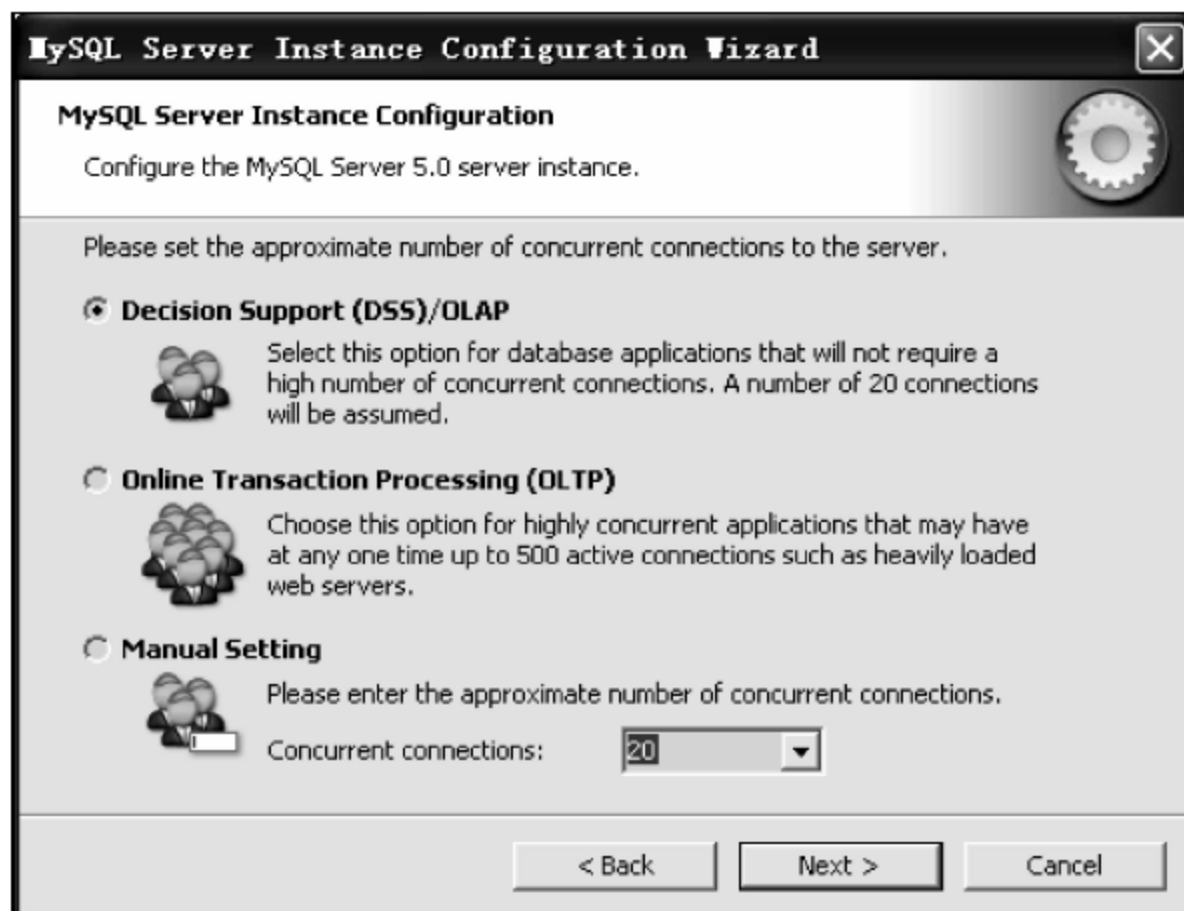 MySQL Server Instance Configuration Wizard
MySQL Server Instance Configuration
Configure the MySQL Server 5.0 server instance.
Please set the approximate number of concurrent connections to the server.
Decision Support (DSS)/OLAP
Select this option for database applications that will not require a
high number of concurrent connections. A number of 20 connections
will be assumed.
Online Transaction Processing (OLTP)
Choose this option for highly concurrent applications that may have
at any one time up to 500 active connections such as heavily loaded
web servers.
Manual Setting
Please enter the approximate number of concurrent connections.
Concurrent connections: 20
< Back Next > Cancel